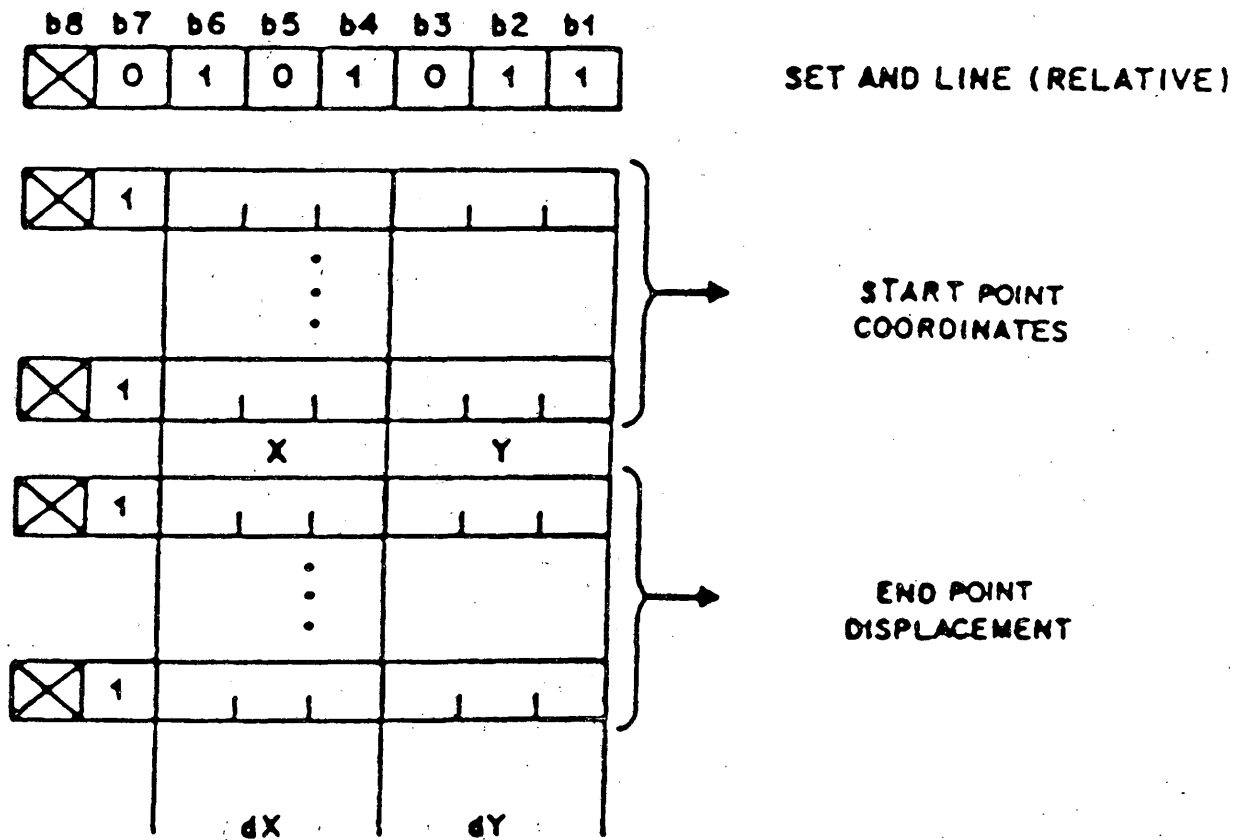 b8 b7 b6 b5 b4 b3 b2 b1
0 1 0 1 0 1 1 SET AND LINE (RELATIVE)
1
START POINT
COORDINATES
1
X Y
1
END POINT
DISPLACEMENT
1
dX dY